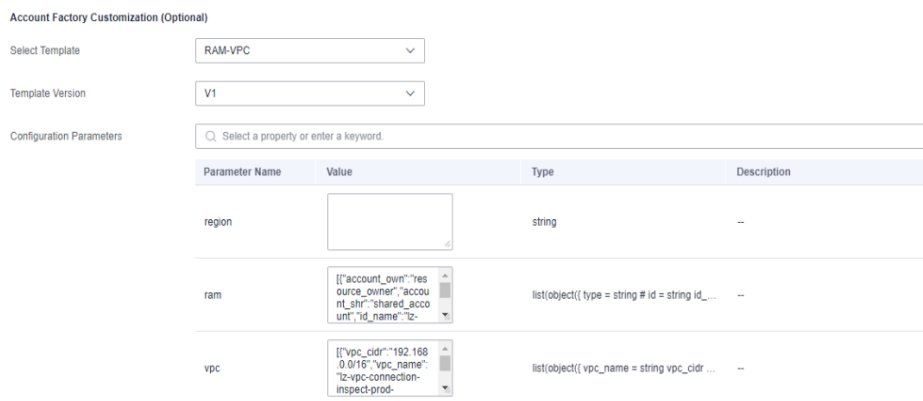 Account Factory Customization (Optional)
Select Template
RAM-VPC
Template Version
V1
Configuration Parameters
Select a property or enter a keyword.
Parameter Name Value Type Description
region string --
ram
[{"account_own":"res
ource_owner","accou
nt_shr":"shared_acco
unt","id_name":"lz-
list(object({ type = string # id = string id_... --
vpc
[{"vpc_cidr":"192.168
.0.0/16","vpc_name":
"lz-vpc-connection-
inspect-prod-
list(object({ vpc_name = string vpc_cidr ... --